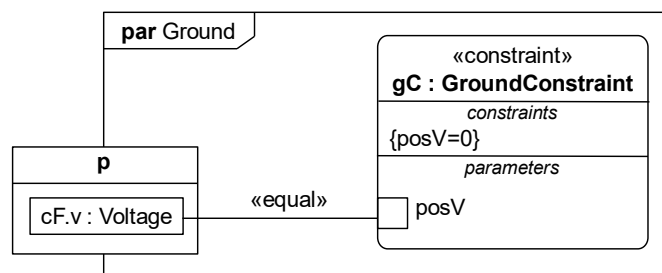 par Ground
«constraint»
gC : GroundConstraint
constraints
{posV=0}
parameters
p
cF.v : Voltage
«equal»
posV